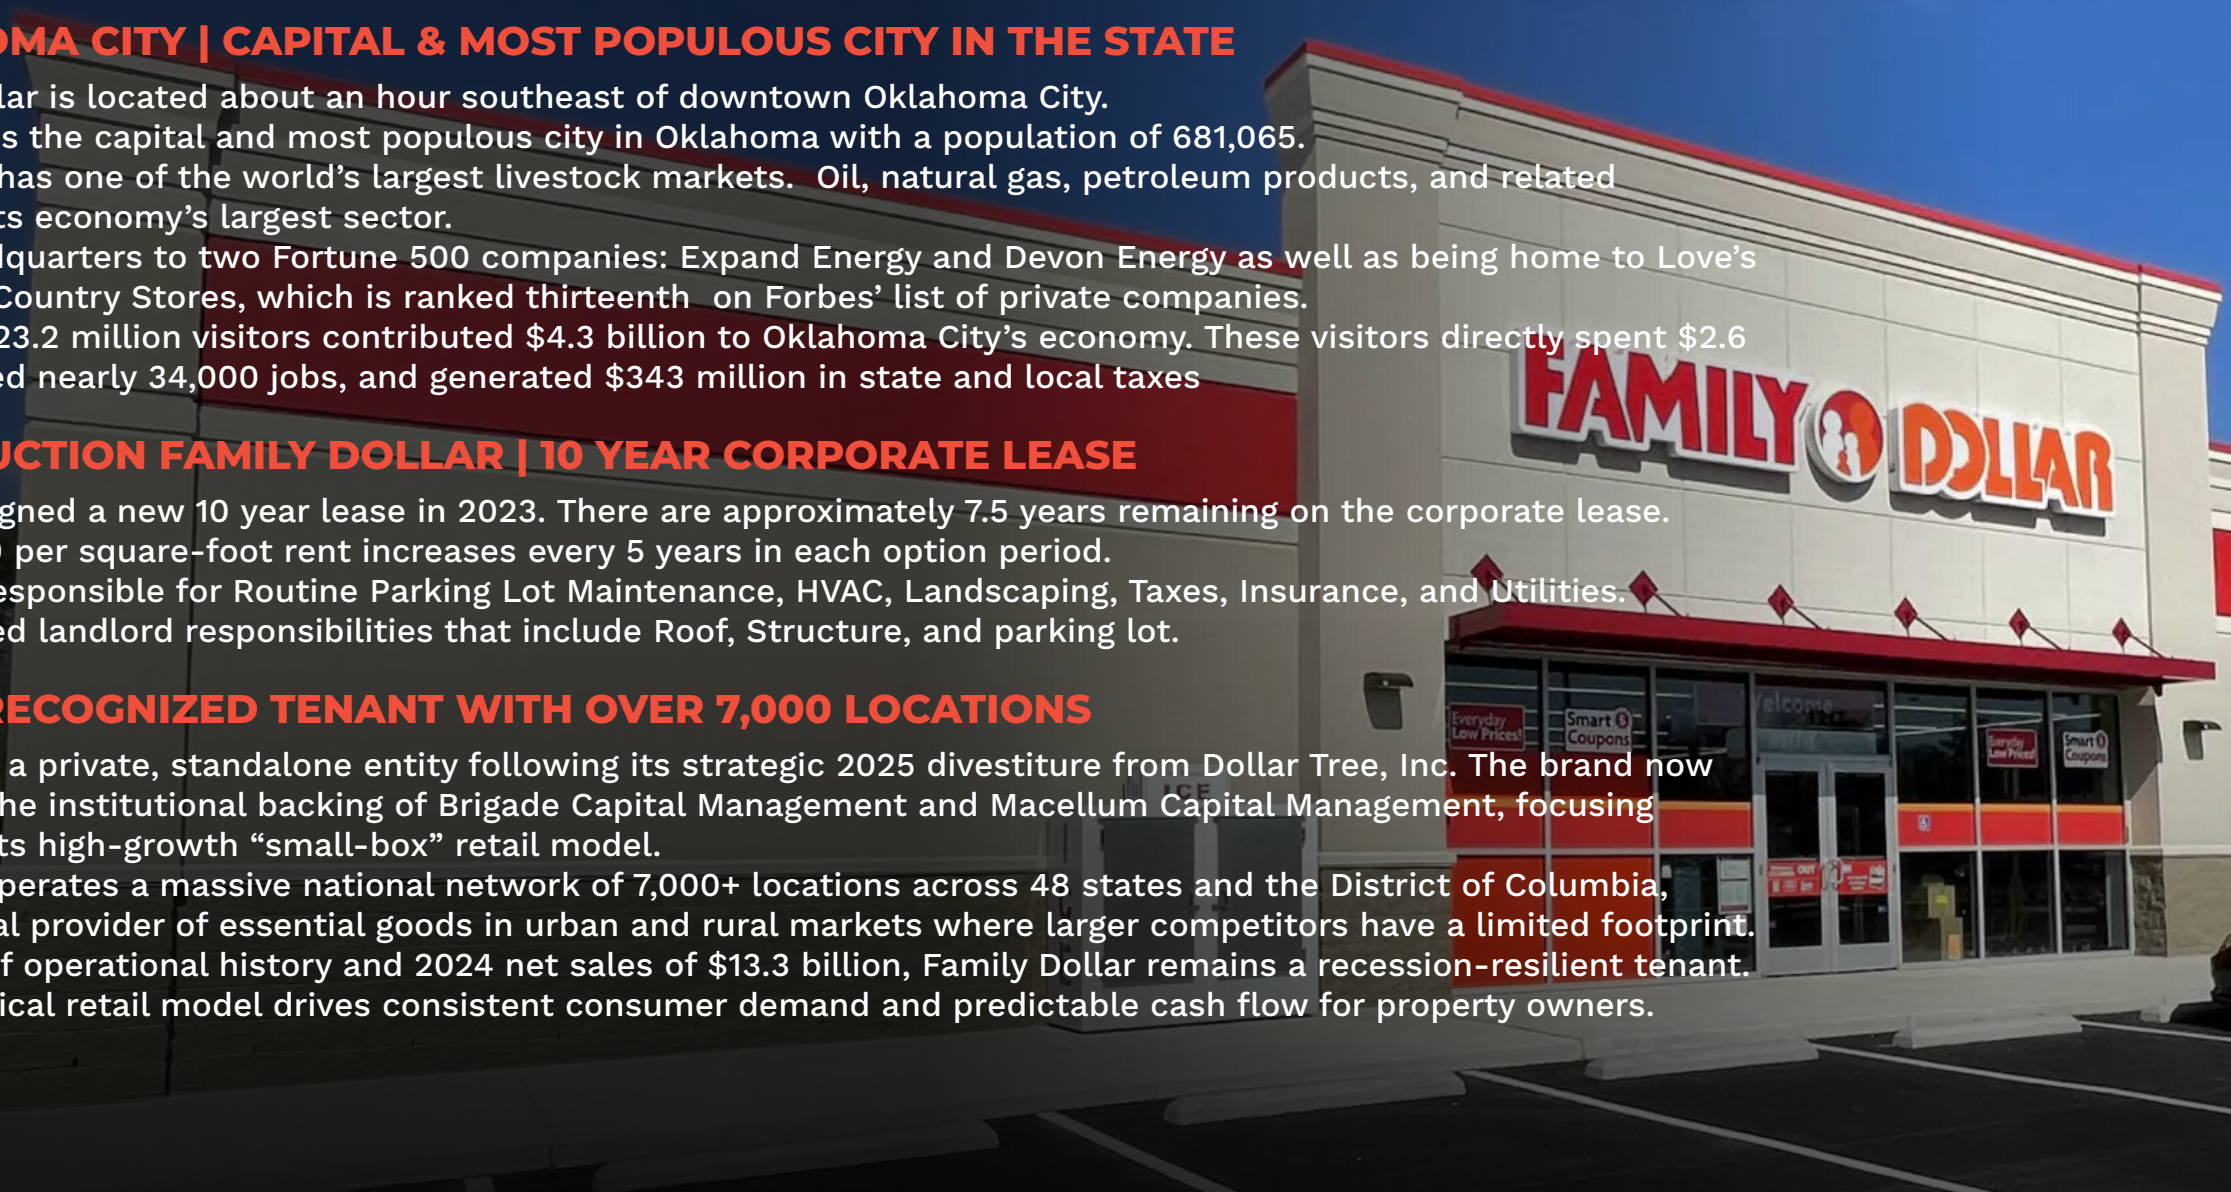 OMA CITY | CAPITAL & MOST POPULOUS CITY IN THE STATE
lar is located about an hour southeast of downtown Oklahoma City.
s the capital and most populous city in Oklahoma with a population of 681,065.
has one of the world’s largest livestock markets.  Oil, natural gas, petroleum products, and related
ts economy’s largest sector.
dquarters to two Fortune 500 companies: Expand Energy and Devon Energy as well as being home to Love’s
Country Stores, which is ranked thirteenth  on Forbes’ list of private companies.
23.2 million visitors contributed $4.3 billion to Oklahoma City’s economy. These visitors directly spent $2.6
ed nearly 34,000 jobs, and generated $343 million in state and local taxes
FAMILY DOLLAR
UCTION FAMILY DOLLAR | 10 YEAR CORPORATE LEASE
gned a new 10 year lease in 2023. There are approximately 7.5 years remaining on the corporate lease.
per square-foot rent increases every 5 years in each option period.
esponsible for Routine Parking Lot Maintenance, HVAC, Landscaping, Taxes, Insurance, and Utilities.
ed landlord responsibilities that include Roof, Structure, and parking lot.
RECOGNIZED TENANT WITH OVER 7,000 LOCATIONS
Welcome
Everyday
Low Prices!
Smart
Coupons
Everyday
Low Prices!
Smart
Coupons
a private, standalone entity following its strategic 2025 divestiture from Dollar Tree, Inc. The brand now
ICE
he institutional backing of Brigade Capital Management and Macellum Capital Management, focusing
ts high-growth “small-box” retail model.
perates a massive national network of 7,000+ locations across 48 states and the District of Columbia,
al provider of essential goods in urban and rural markets where larger competitors have a limited footprint.
f operational history and 2024 net sales of $13.3 billion, Family Dollar remains a recession-resilient tenant.
ical retail model drives consistent consumer demand and predictable cash flow for property owners.